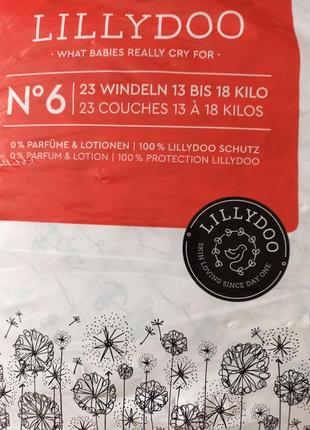 LILLYDOO
· WHAT BABIES REALLY CRY FOR ·
Nº6
23 WINDELN 13 BIS 18 KILO
23 COUCHES 13 À 18 KILOS
0 % PARFÜME & LOTIONEN | 100 % LILLYDOO SCHUTZ
0 % PARFUM & LOTION | 100 % PROTECTION LILLYDOO
LILLYDOO
SKIN LOVING SINCE DAY ONE